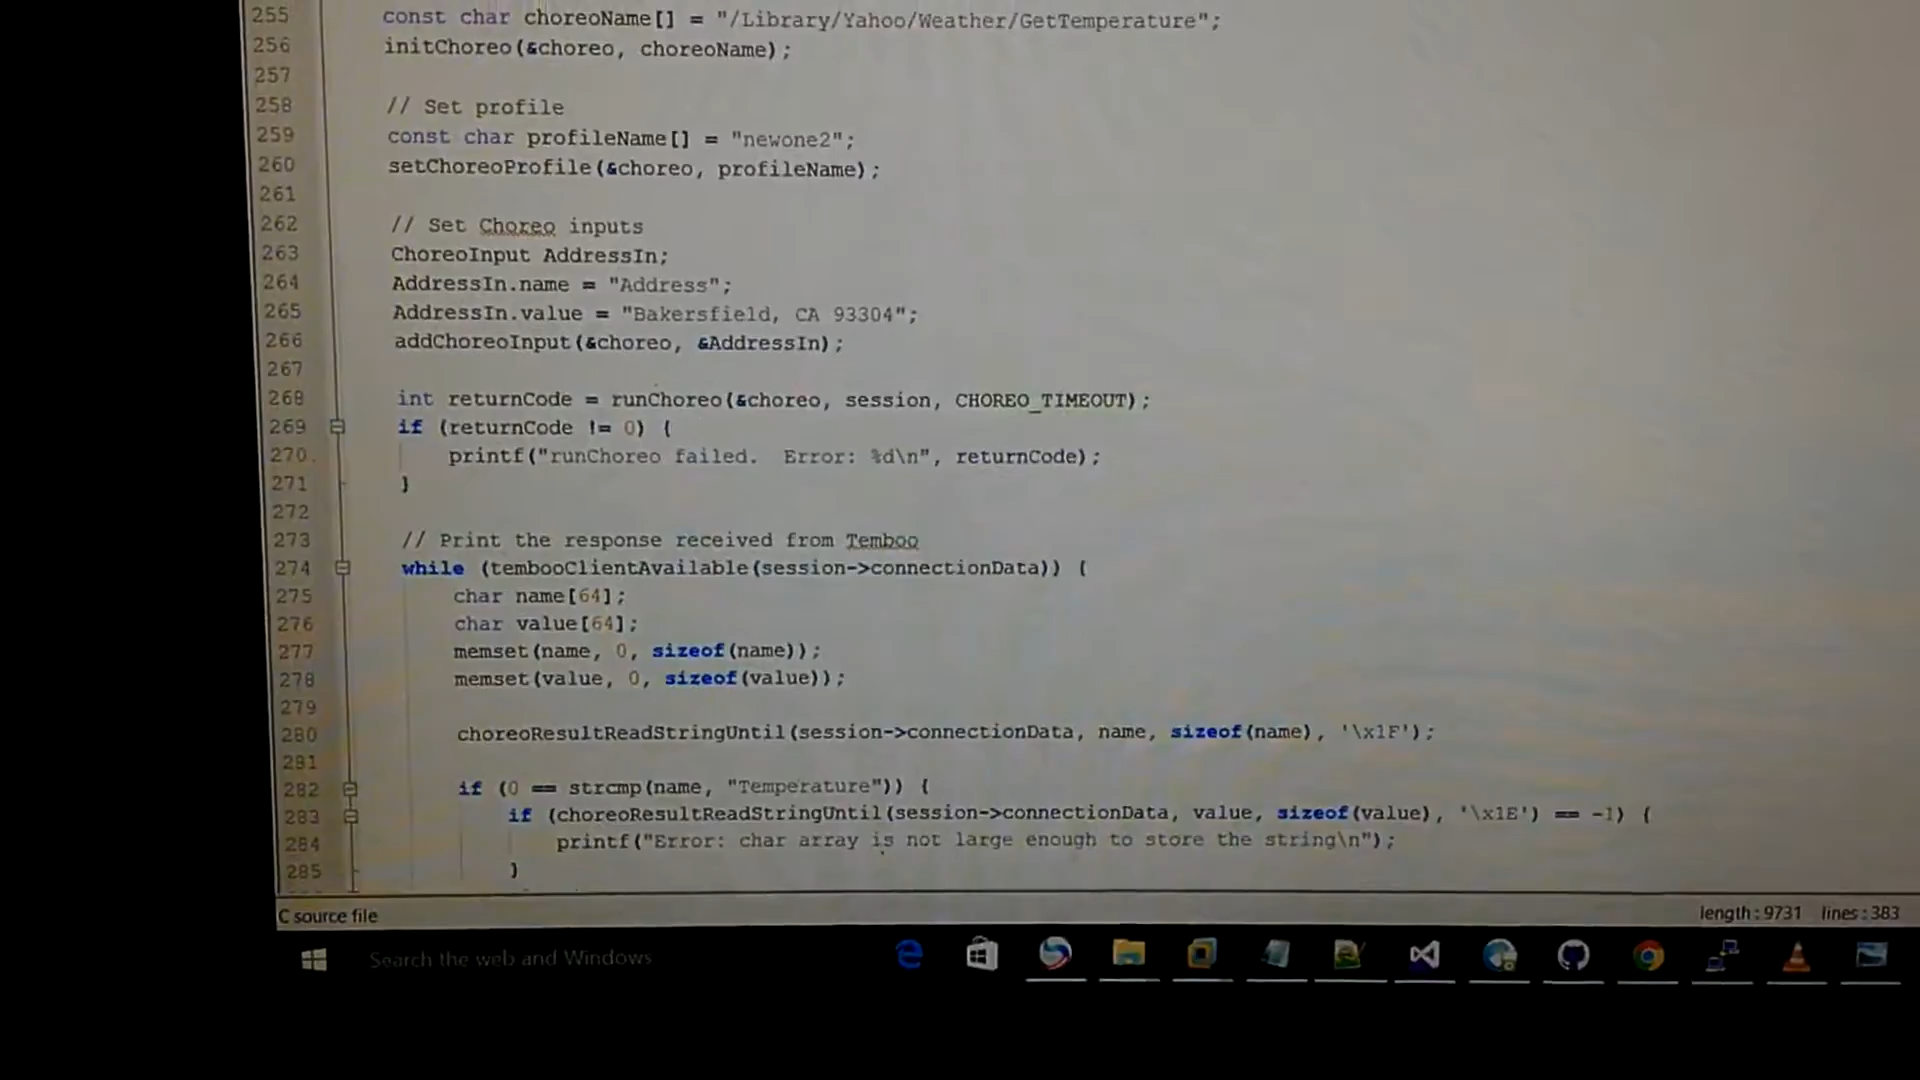 255 const char choreoName[] = "/Library/Yahoo/Weather/GetTemperature";
256 initChoreo(&choreo, choreoName);
257
258 // Set profile
259 const char profileName[] = "newone2";
260 setChoreoProfile(&choreo, profileName);
261
262 // Set Choreo inputs
263 ChoreoInput AddressIn;
264 AddressIn.name = "Address";
265 AddressIn.value = "Bakersfield, CA 93304";
266 addChoreoInput(&choreo, &AddressIn);
267
268 int returnCode = runChoreo(&choreo, session, CHOREO_TIMEOUT);
269 if (returnCode != 0) {
270 printf("runChoreo failed.  Error: %d\n", returnCode);
271 }
272
273 // Print the response received from Temboo
274 while (tembooClientAvailable(session->connectionData)) {
275 char name[64];
276 char value[64];
277 memset(name, 0, sizeof(name));
278 memset(value, 0, sizeof(value));
279
280 choreoResultReadStringUntil(session->connectionData, name, sizeof(name), '\x1F');
281
282 if (0 == strcmp(name, "Temperature")) {
283 if (choreoResultReadStringUntil(session->connectionData, value, sizeof(value), '\x1E') == -1) {
284 printf("Error: char array is not large enough to store the string\n");
285 }
C source file length : 9731 lines : 383
Search the web and Windows